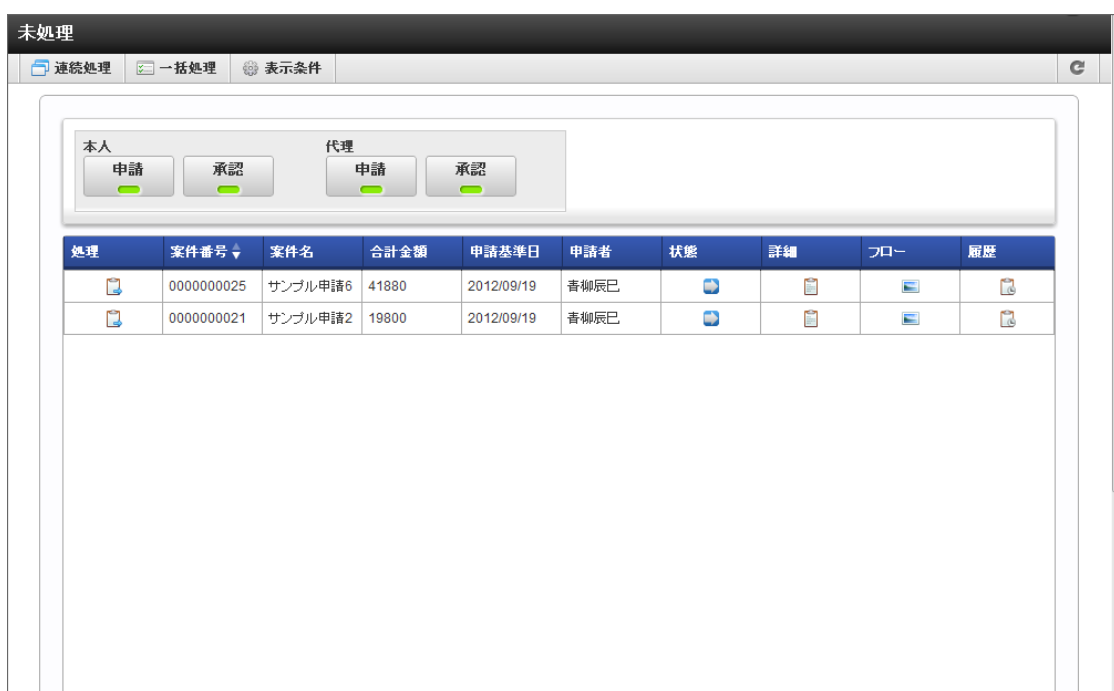 未処理
連続処理 一括処理 表示条件
本人 代理
申請 承認 申請 承認
処理 案件番号 案件名 合計金額 申請基準日 申請者 状態 詳細 フロー 履歴
0000000025 サンプル申請6 41880 2012/09/19 青柳辰巳
0000000021 サンプル申請2 19800 2012/09/19 青柳辰巳